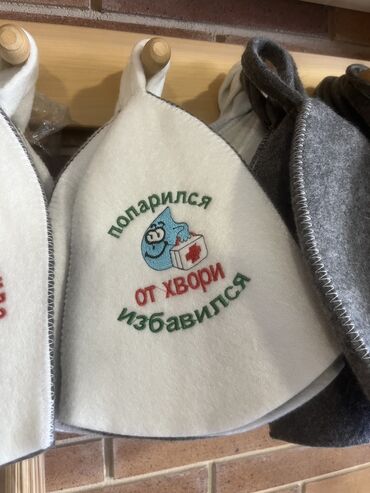 попарился
от хвори
избавился